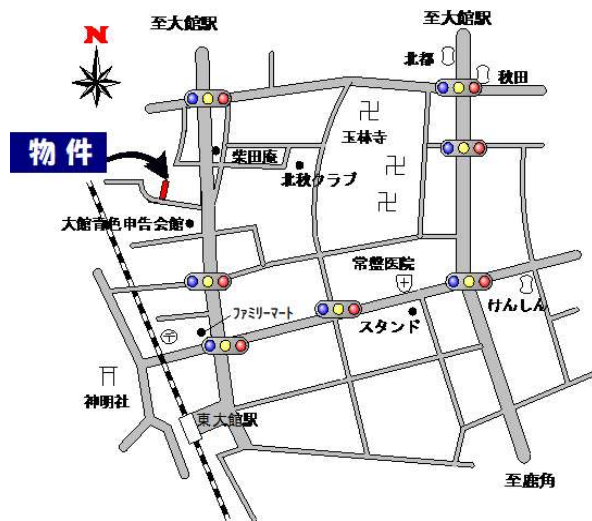 至大館駅
至大館駅
N
北都
秋田
玉林寺
物件
柴田庵
北秋クラブ
大館青色申告会館
常盤医院
けんしん
ファミリーマート
スタンド
神明社
東大館駅
至鹿角